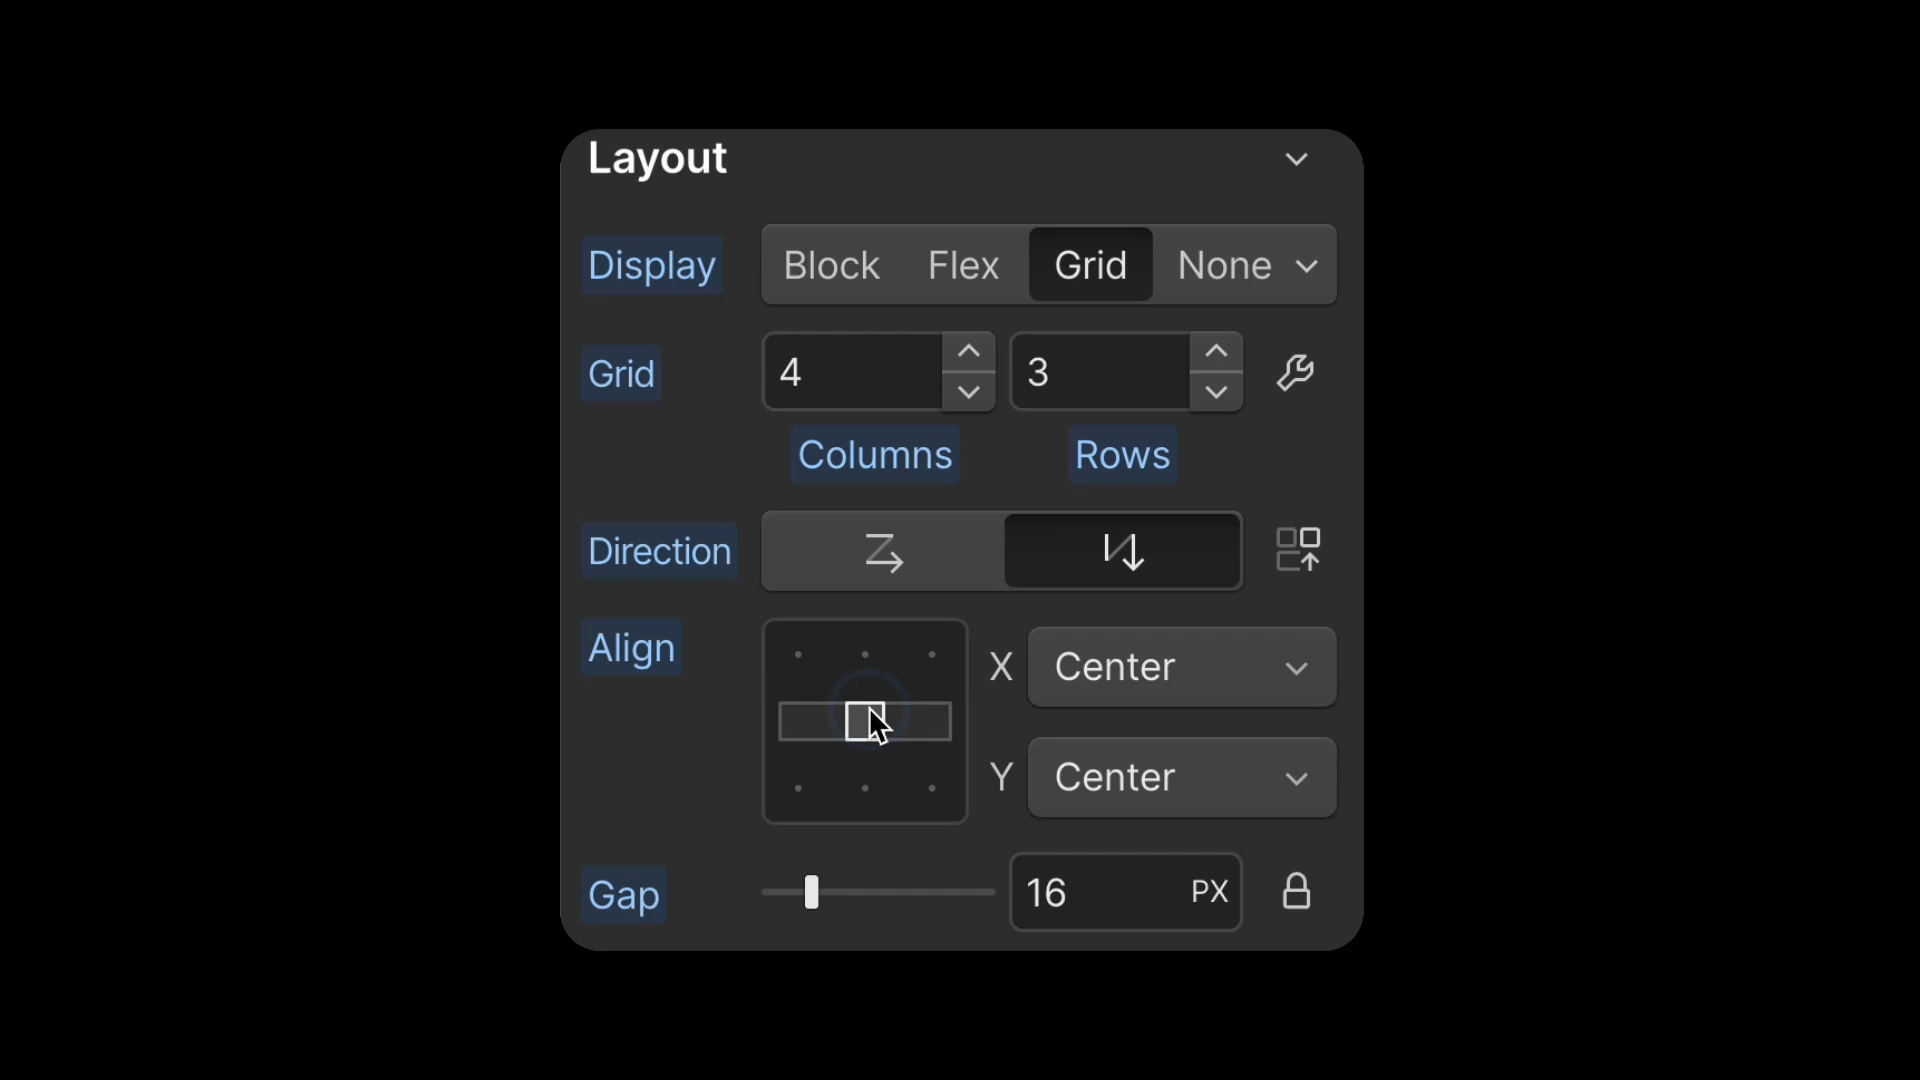 Layout
Display Block Flex Grid None
Grid 4 3
Columns Rows
Direction
Align X Center
Y Center
Gap 16 PX